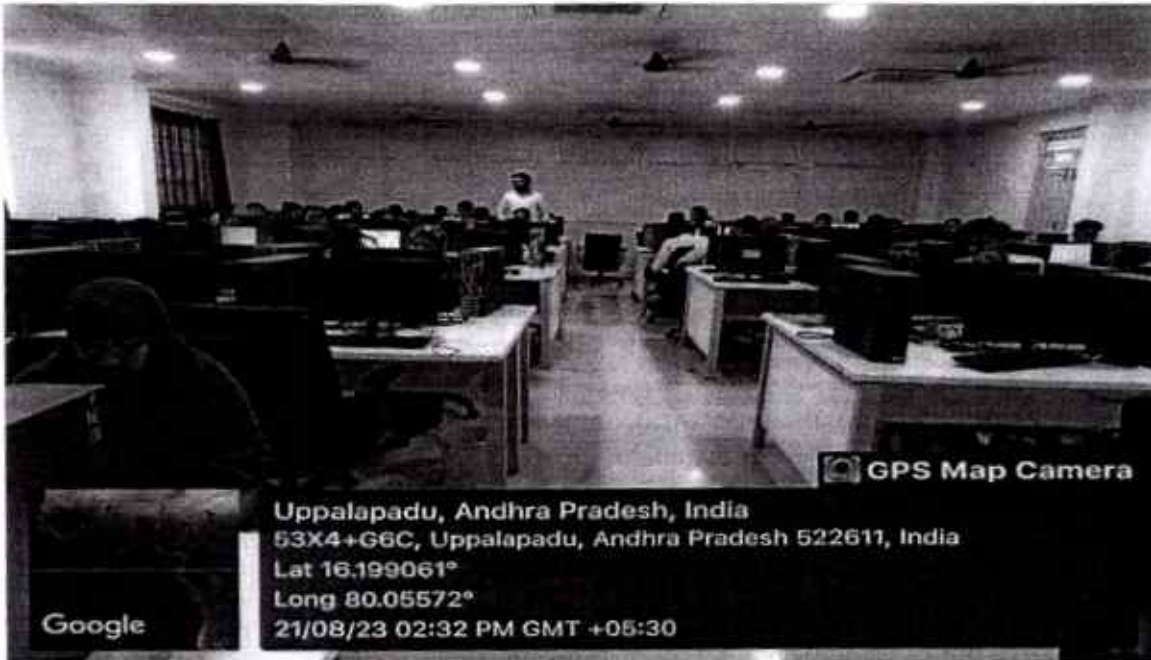 GPS Map Camera
Uppalapadu, Andhra Pradesh, India
53X4+G6C, Uppalapadu, Andhra Pradesh 522611, India
Lat 16.199061°
Long 80.05572°
21/08/23 02:32 PM GMT +05:30
Google